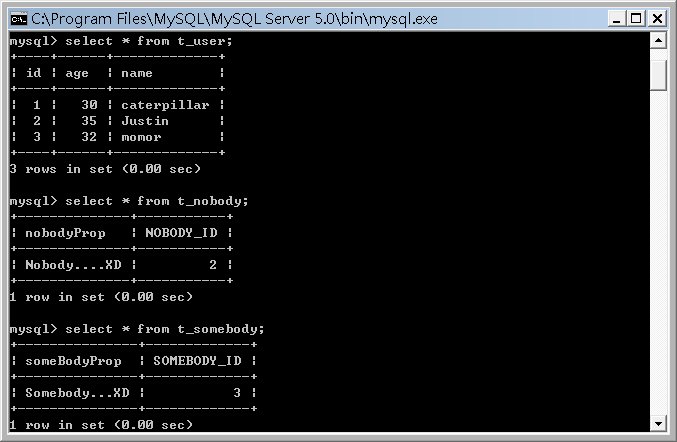 C:\Program Files\MySQL\MySQL Server 5.0\bin\mysql.exe
mysql> select * from t_user;
+----+------+-------------+
| id | age  | name        |
+----+------+-------------+
|  1 |   30 | caterpillar |
|  2 |   35 | Justin      |
|  3 |   32 | momor       |
+----+------+-------------+
3 rows in set (0.00 sec)
mysql> select * from t_nobody;
+--------------+-----------+
| nobodyProp   | NOBODY_ID |
+--------------+-----------+
| Nobody....XD |         2 |
+--------------+-----------+
1 row in set (0.00 sec)
mysql> select * from t_somebody;
+---------------+-------------+
| someBodyProp  | SOMEBODY_ID |
+---------------+-------------+
| Somebody...XD |           3 |
+---------------+-------------+
1 row in set (0.00 sec)